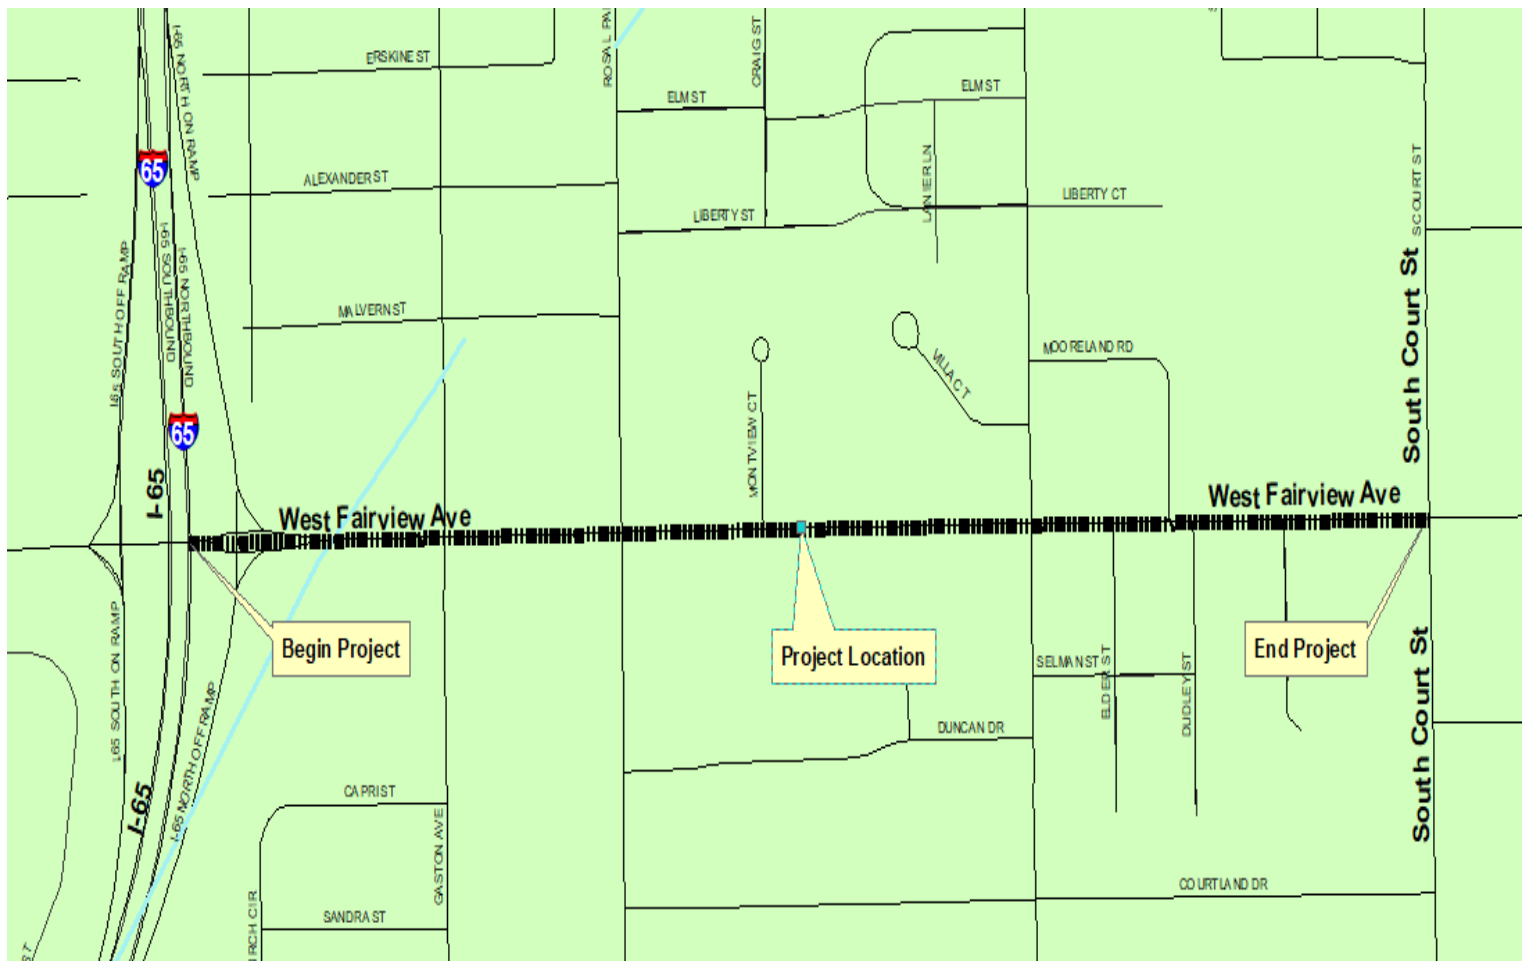 I-65 NORTH ON RAMP
ERSKINE ST
CRAIG ST
ELM ST
ELM ST
65
ALEXANDER ST
LANIER LN
LIBERTY CT
S COURT ST
LIBERTY ST
I-65 SOUTH OFF RAMP
I-65 SOUTHBOUND
I-65 NORTHBOUND
MALVERN ST
South Court St
MOORELAND RD
VILLA CT
MONTVIEW CT
65
I-65
West Fairview Ave
West Fairview Ave
Begin Project
Project Location
End Project
I-65 SOUTH ON RAMP
SELMAN ST
ELDER ST
DUDLEY ST
South Court St
I-65 NORTH OFF RAMP
DUNCAN DR
I-65
CAPRI ST
GASTON AVE
COURTLAND DR
SANDRA ST